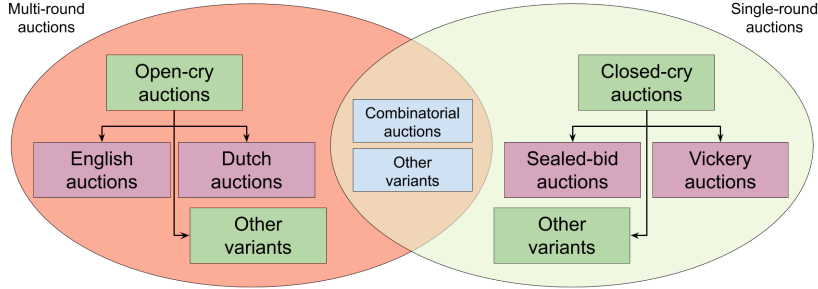 Multi-round
auctions
Single-round
auctions
Open-cry
auctions
English
auctions
Dutch
auctions
Other
variants
Combinatorial
auctions
Other
variants
Closed-cry
auctions
Sealed-bid
auctions
Vickery
auctions
Other
variants